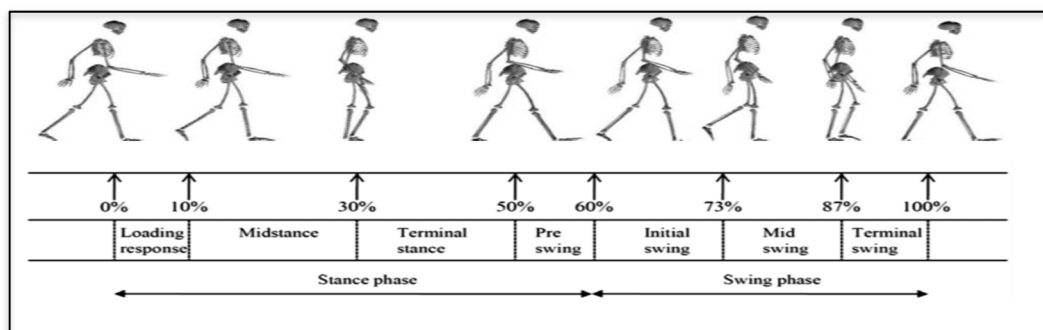 0% 10% 30% 50% 60% 73% 87% 100%
Loading response
Midstance
Terminal stance
Pre swing
Initial swing
Mid swing
Terminal swing
Stance phase
Swing phase